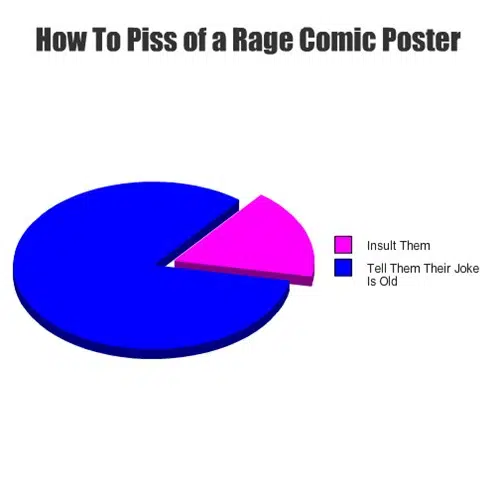 How To Piss of a Rage Comic Poster
Insult Them
Tell Them Their Joke
Is Old